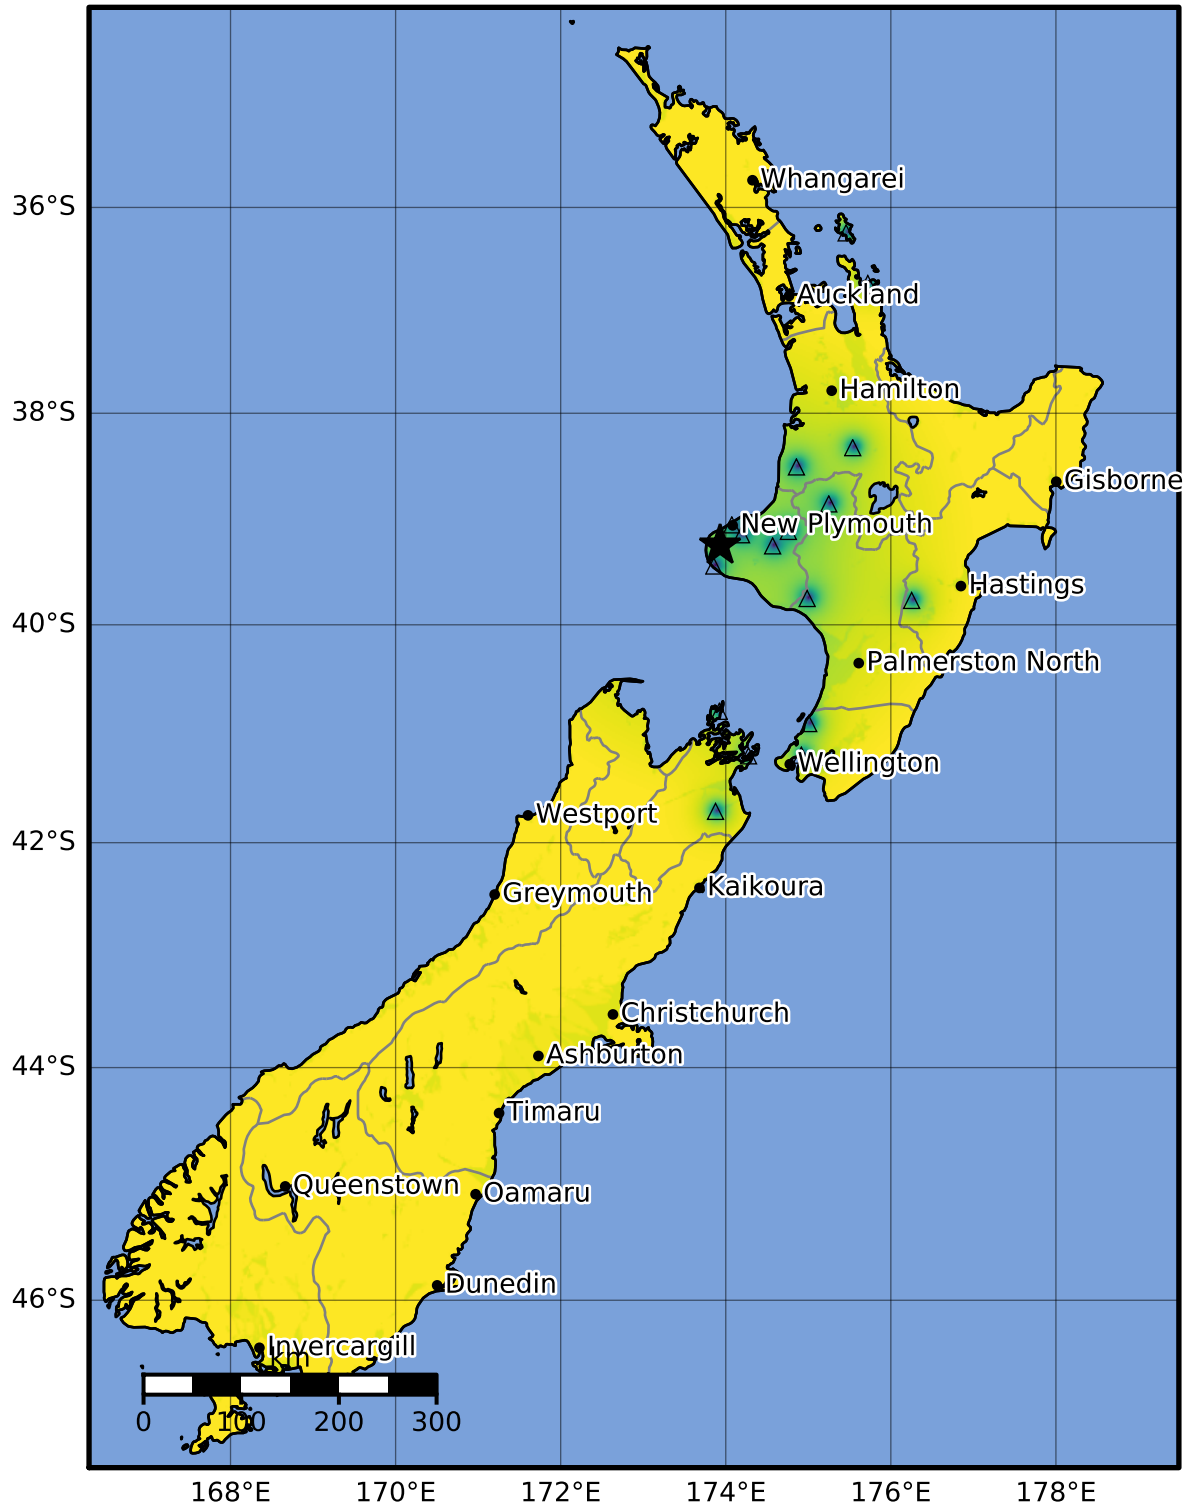 Whangarei
36°S
Auckland
Hamilton
38°S
Gisborne
New Plymouth
Hastings
40°S
Palmerston North
Wellington
Westport
42°S
Kaikoura
Greymouth
Christchurch
Ashburton
44°S
Timaru
Queenstown
Oamaru
Dunedin
46°S
Invercargill
km
0 100 200 300
168°E 170°E 172°E 174°E 176°E 178°E